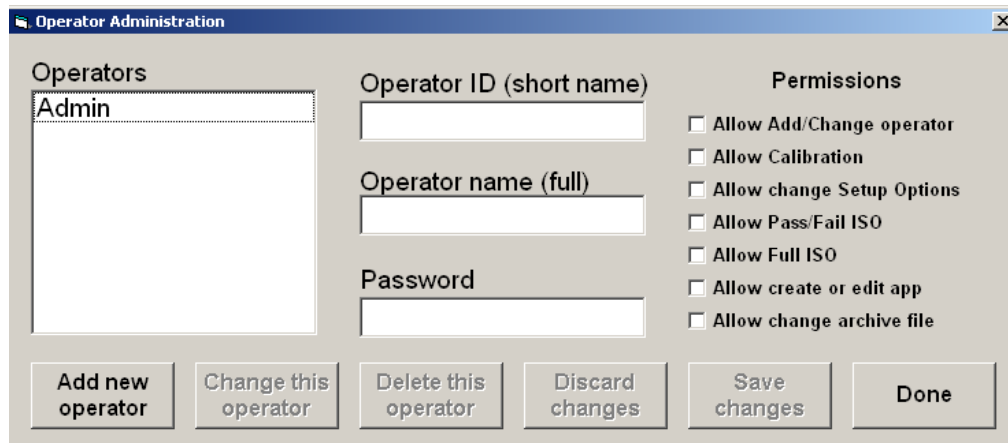 Operator Administration
Operators
Admin
Operator ID (short name)
Operator name (full)
Password
Permissions
Allow Add/Change operator
Allow Calibration
Allow change Setup Options
Allow Pass/Fail ISO
Allow Full ISO
Allow create or edit app
Allow change archive file
Add new
operator
Change this
operator
Delete this
operator
Discard
changes
Save
changes
Done